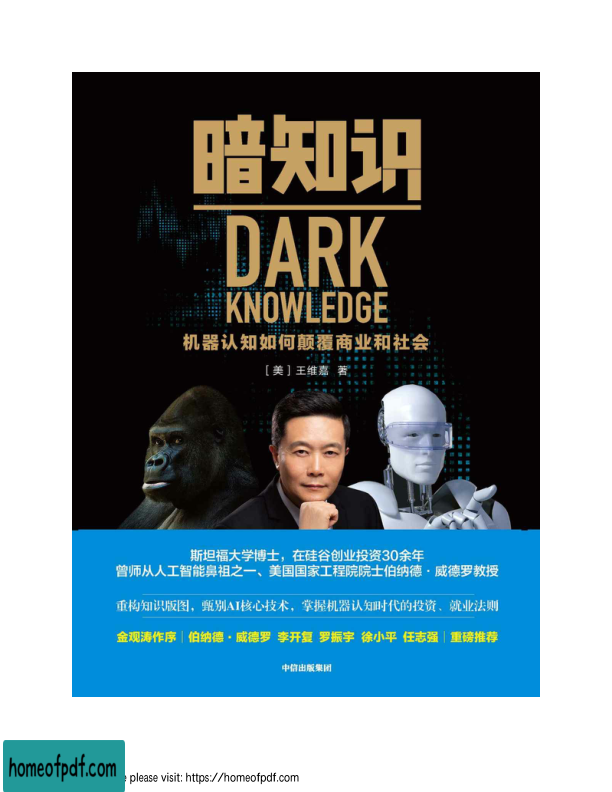 暗知识
DARK
KNOWLEDGE
机器认知如何颠覆商业和社会
［美］王维嘉 著
斯坦福大学博士，在硅谷创业投资30余年
曾师从人工智能鼻祖之一、美国国家工程院院士伯纳德·威德罗教授
重构知识版图，甄别AI核心技术，掌握机器认知时代的投资、就业法则
金观涛作序｜伯纳德·威德罗 李开复 罗振宇 徐小平 任志强｜重磅推荐
中信出版集团
homeofpdf.com
please visit: https://homeofpdf.com